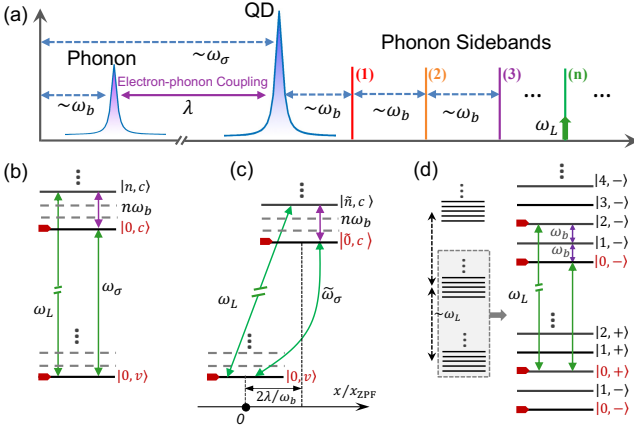 (a)
QD
~ω_σ
Phonon
Phonon Sidebands
Electron-phonon Coupling
(1)
(2)
(3)
(n)
~ω_b
λ
~ω_b
~ω_b
~ω_b
...
...
ω_L
(b)
|n, c⟩
nω_b
|0, c⟩
ω_L
ω_σ
|0, v⟩
(c)
|ñ, c⟩
nω_b
|0̃, c⟩
ω_L
ω̃_σ
|0, v⟩
2λ/ω_b
x/x_ZPF
0
(d)
~ω_L
|4, −⟩
|3, −⟩
|2, −⟩
ω_b
|1, −⟩
ω_b
|0, −⟩
ω_L
|2, +⟩
|1, +⟩
|0, +⟩
|1, −⟩
|0, −⟩